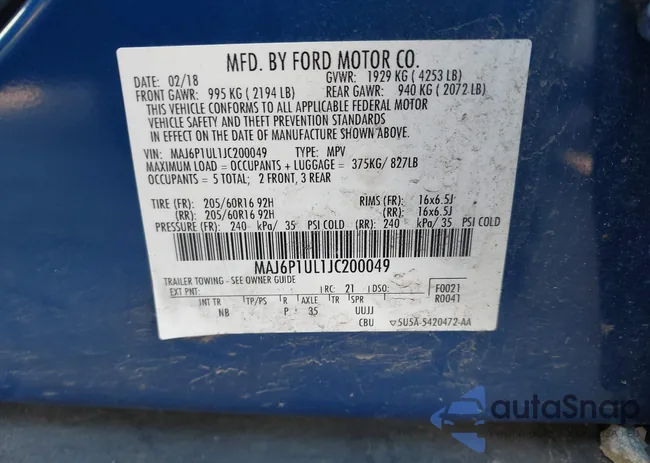 MFD. BY FORD MOTOR CO.
DATE: 02/18 GVWR: 1929 KG ( 4253 LB)
FRONT GAWR: 995 KG ( 2194 LB) REAR GAWR: 940 KG ( 2072 LB)
THIS VEHICLE CONFORMS TO ALL APPLICABLE FEDERAL MOTOR
VEHICLE SAFETY AND THEFT PREVENTION STANDARDS
IN EFFECT ON THE DATE OF MANUFACTURE SHOWN ABOVE.
VIN: MAJ6P1UL1JC200049 TYPE: MPV
MAXIMUM LOAD = OCCUPANTS + LUGGAGE = 375KG/ 827LB
OCCUPANTS = 5 TOTAL; 2 FRONT, 3 REAR
TIRE (FR): 205/60R16 92H RIMS (FR): 16x6.5J
(RR): 205/60R16 92H (RR): 16x6.5J
PRESSURE (FR): 240 kPa/ 35 PSI COLD (RR): 240 kPa/ 35 PSI COLD
MAJ6P1UL1JC200049
TRAILER TOWING - SEE OWNER GUIDE
EXT PNT: RC: 21 DSO: F0021
R0041
INT TR TP/PS R AXLE TR SPR
NB P 35 UUJJ
CBU 5U5A-5420472-AA
autoSnap